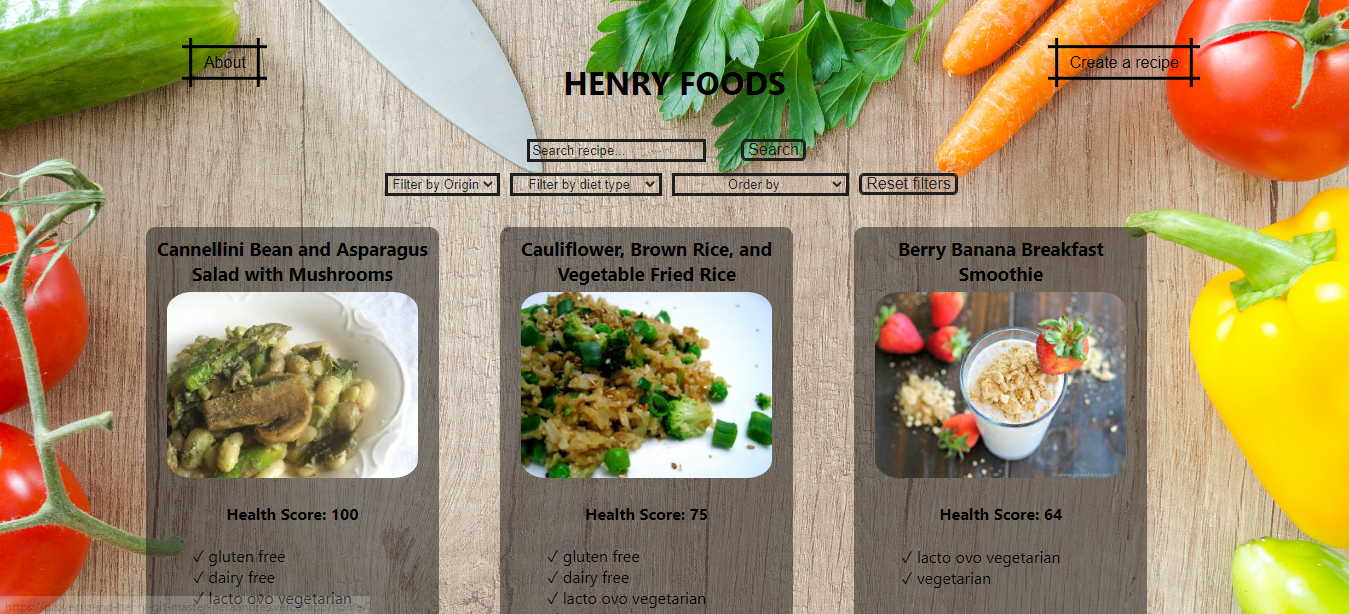 About
Create a recipe
HENRY FOODS
Search recipe...
Search
Filter by Origin
Filter by diet type
Order by
Reset filters
Cannellini Bean and Asparagus
Salad with Mushrooms
Cauliflower, Brown Rice, and
Vegetable Fried Rice
Berry Banana Breakfast
Smoothie
Health Score: 100
Health Score: 75
Health Score: 64
✓ gluten free
✓ dairy free
✓ lacto ovo vegetarian
✓ gluten free
✓ dairy free
✓ lacto ovo vegetarian
✓ lacto ovo vegetarian
✓ vegetarian